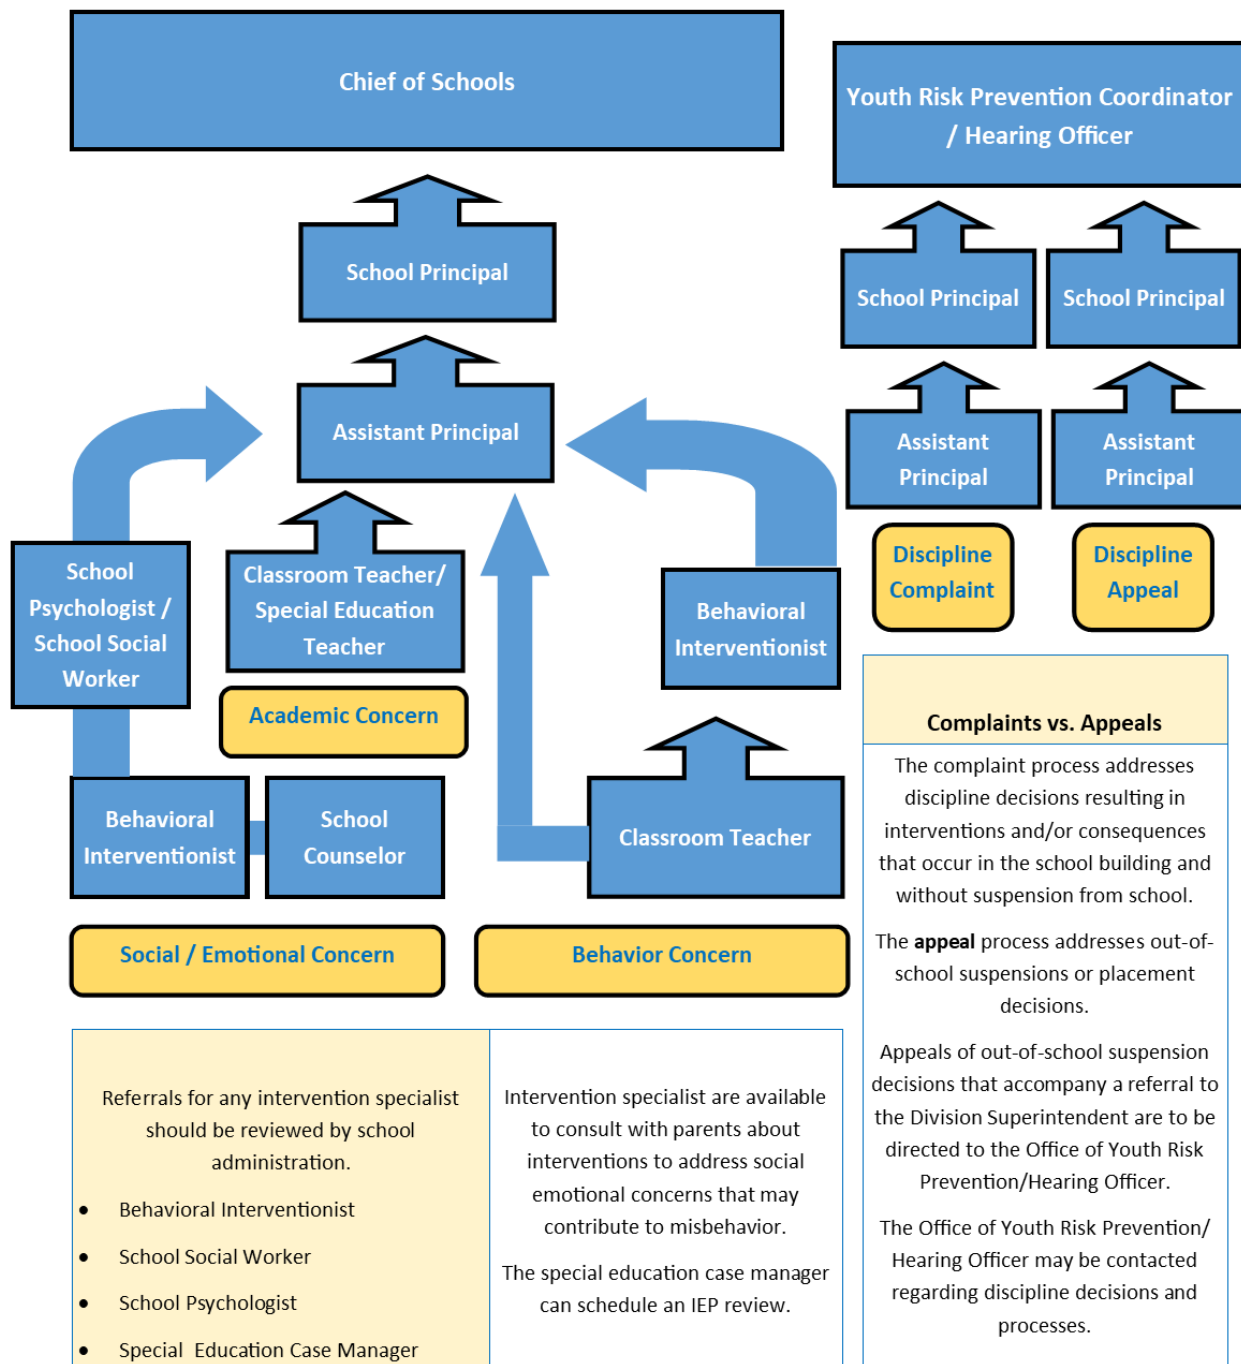 Chief of Schools
Youth Risk Prevention Coordinator
/ Hearing Officer
School Principal
School Principal
School Principal
Assistant Principal
Assistant
Principal
Assistant
Principal
Discipline
Complaint
Discipline
Appeal
School
Psychologist /
School Social
Worker
Classroom Teacher/
Special Education
Teacher
Behavioral
Interventionist
Academic Concern
Behavioral
Interventionist
School
Counselor
Classroom Teacher
Social / Emotional Concern
Behavior Concern
Complaints vs. Appeals
The complaint process addresses
discipline decisions resulting in
interventions and/or consequences
that occur in the school building and
without suspension from school.
The appeal process addresses out-of-
school suspensions or placement
decisions.
Appeals of out-of-school suspension
decisions that accompany a referral to
the Division Superintendent are to be
directed to the Office of Youth Risk
Prevention/Hearing Officer.
The Office of Youth Risk Prevention/
Hearing Officer may be contacted
regarding discipline decisions and
processes.
Referrals for any intervention specialist
should be reviewed by school
administration.
• Behavioral Interventionist
• School Social Worker
• School Psychologist
• Special  Education Case Manager
Intervention specialist are available
to consult with parents about
interventions to address social
emotional concerns that may
contribute to misbehavior.
The special education case manager
can schedule an IEP review.